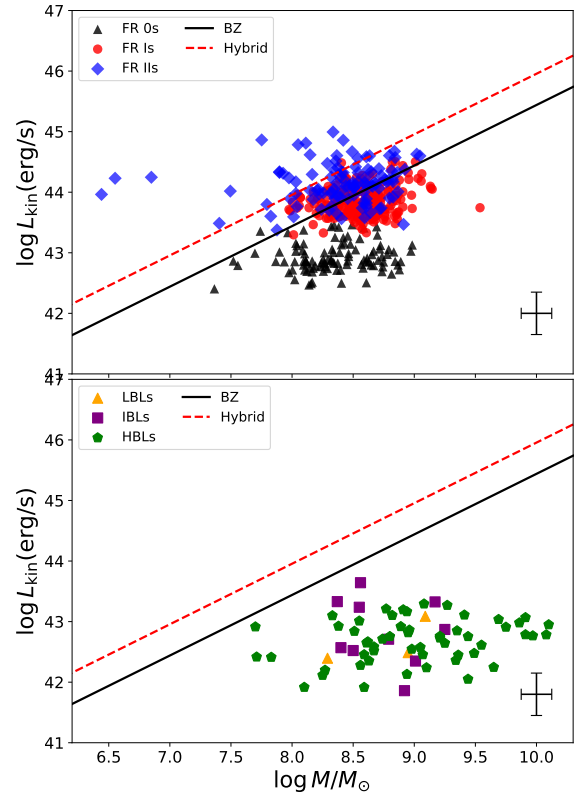 47
46
45
44
43
42
41
log L_kin(erg/s)
FR 0s
FR Is
FR IIs
BZ
Hybrid
47
46
45
44
43
42
41
log L_kin(erg/s)
LBLs
IBLs
HBLs
BZ
Hybrid
6.5 7.0 7.5 8.0 8.5 9.0 9.5 10.0
log M/M⊙